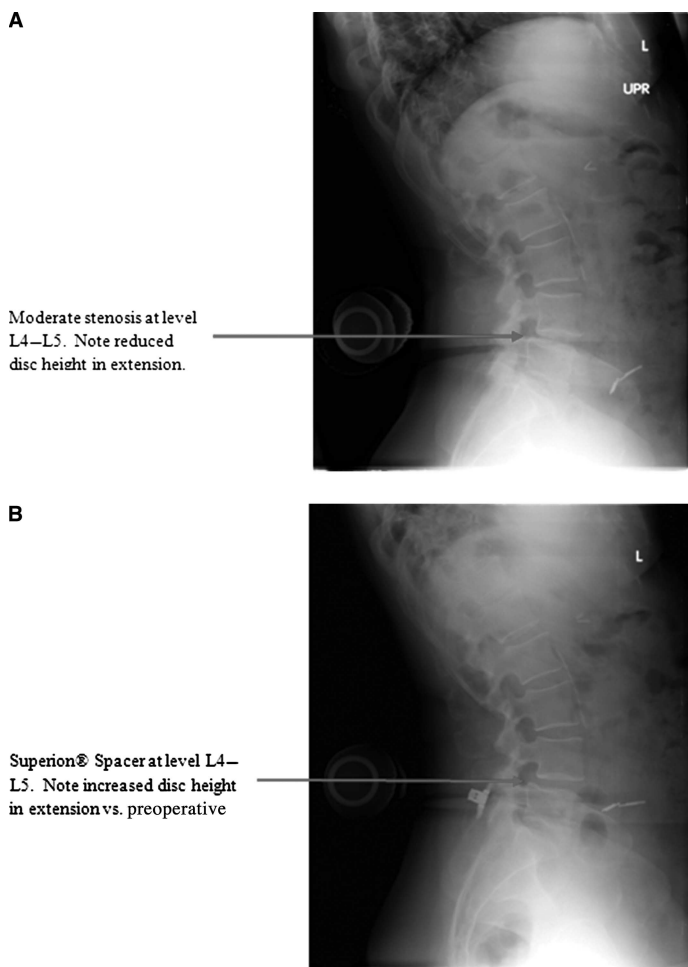 A
L
UPR
Moderate stenosis at level
L4–L5. Note reduced
disc height in extension.
B
L
Superion® Spacer at level L4–
L5. Note increased disc height
in extension vs. preoperative